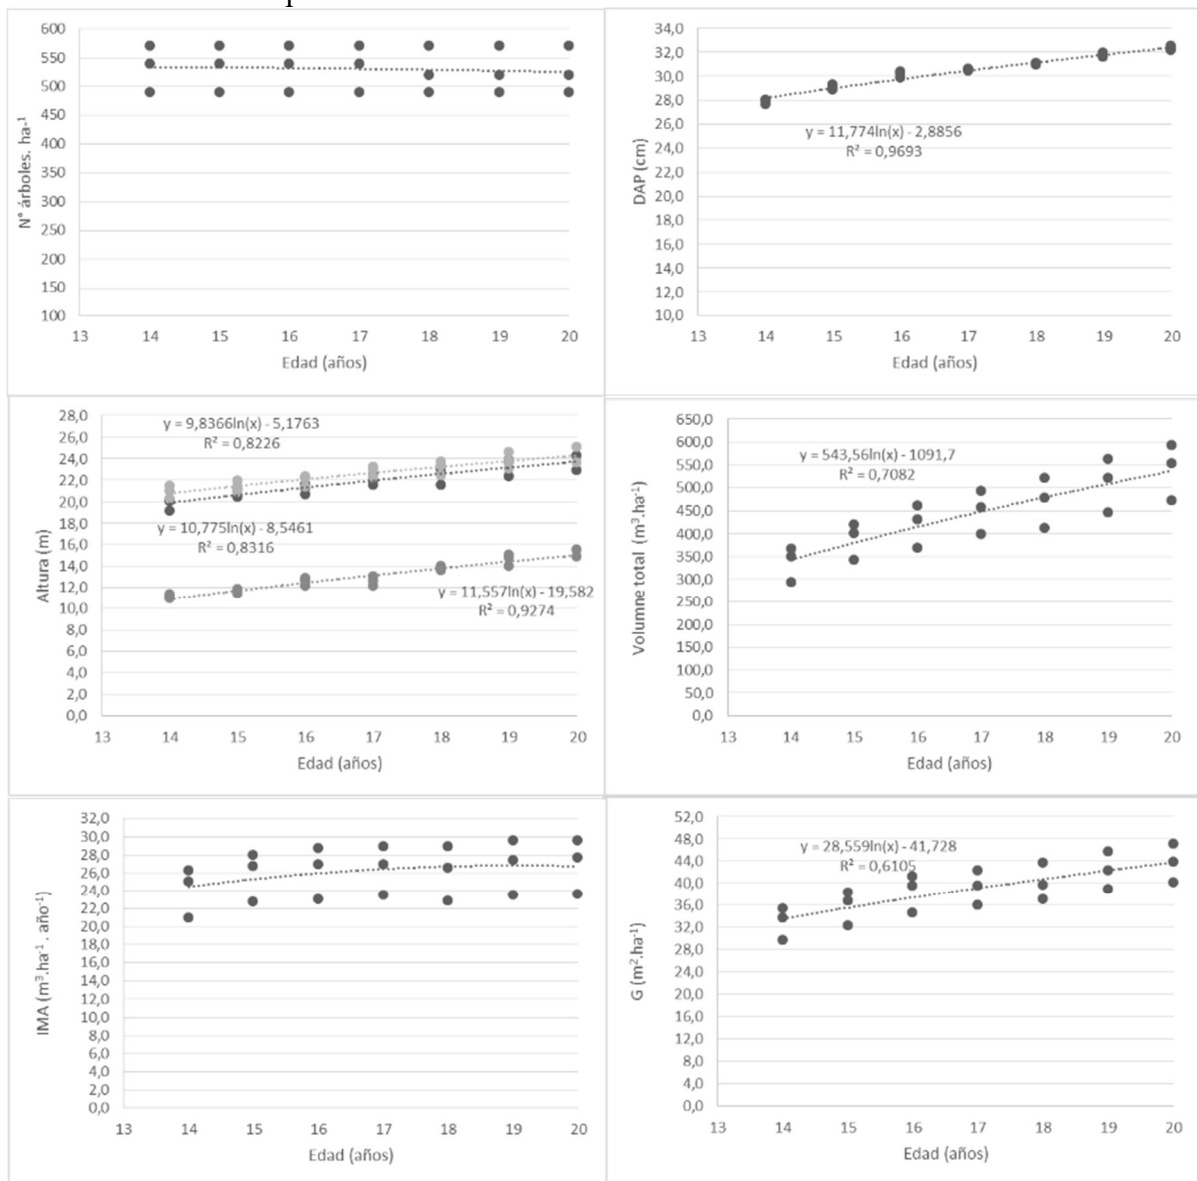 600
550
500
450
400
350
300
250
200
150
100
N° árboles. ha-¹
13 14 15 16 17 18 19 20
Edad (años)
34,0
32,0
30,0
28,0
26,0
24,0
22,0
20,0
18,0
16,0
14,0
12,0
10,0
DAP (cm)
y = 11,774ln(x) - 2,8856
R² = 0,9693
13 14 15 16 17 18 19 20
Edad (años)
28,0
26,0
24,0
22,0
20,0
18,0
16,0
14,0
12,0
10,0
8,0
6,0
4,0
2,0
0,0
Altura (m)
y = 9,8366ln(x) - 5,1763
R² = 0,8226
y = 10,775ln(x) - 8,5461
R² = 0,8316
y = 11,557ln(x) - 19,582
R² = 0,9274
13 14 15 16 17 18 19 20
Edad (años)
650,0
600,0
550,0
500,0
450,0
400,0
350,0
300,0
250,0
200,0
150,0
100,0
50,0
0,0
Volumne total (m³.ha-¹)
y = 543,56ln(x) - 1091,7
R² = 0,7082
13 14 15 16 17 18 19 20
Edad (años)
32,0
30,0
28,0
26,0
24,0
22,0
20,0
18,0
16,0
14,0
12,0
10,0
8,0
6,0
4,0
2,0
0,0
IMA (m³.ha-¹. año-¹)
13 14 15 16 17 18 19 20
Edad (años)
52,0
48,0
44,0
40,0
36,0
32,0
28,0
24,0
20,0
16,0
12,0
8,0
4,0
0,0
G (m².ha-¹)
y = 28,559ln(x) - 41,728
R² = 0,6105
13 14 15 16 17 18 19 20
Edad (años)